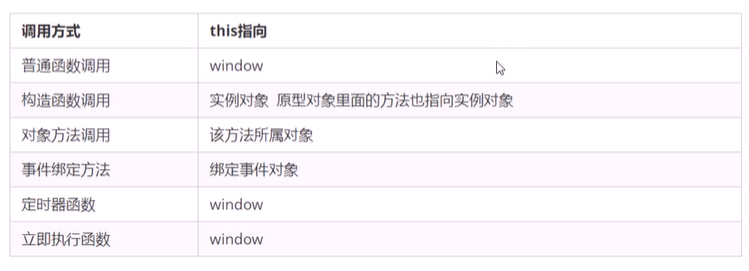 调用方式 this指向
普通函数调用 window
构造函数调用 实例对象 原型对象里面的方法也指向实例对象
对象方法调用 该方法所属对象
事件绑定方法 绑定事件对象
定时器函数 window
立即执行函数 window